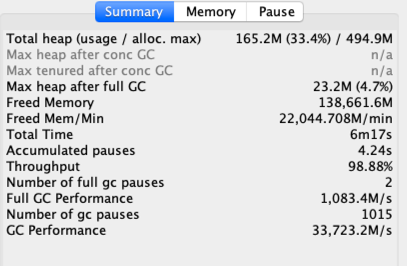 Summary Memory Pause
Total heap (usage / alloc. max) 165.2M (33.4%) / 494.9M
Max heap after conc GC n/a
Max tenured after conc GC n/a
Max heap after full GC 23.2M (4.7%)
Freed Memory 138,661.6M
Freed Mem/Min 22,044.708M/min
Total Time 6m17s
Accumulated pauses 4.24s
Throughput 98.88%
Number of full gc pauses 2
Full GC Performance 1,083.4M/s
Number of gc pauses 1015
GC Performance 33,723.2M/s